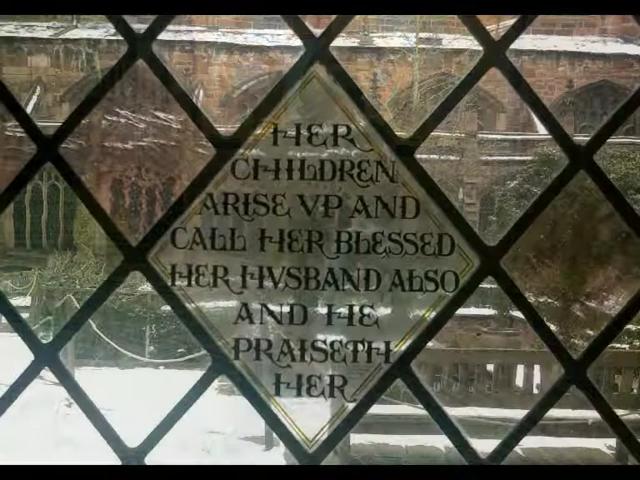 HER
CHILDREN
ARISE VP AND
CALL HER BLESSED
HER HVSBAND ALSO
AND HE
PRAISETH
HER